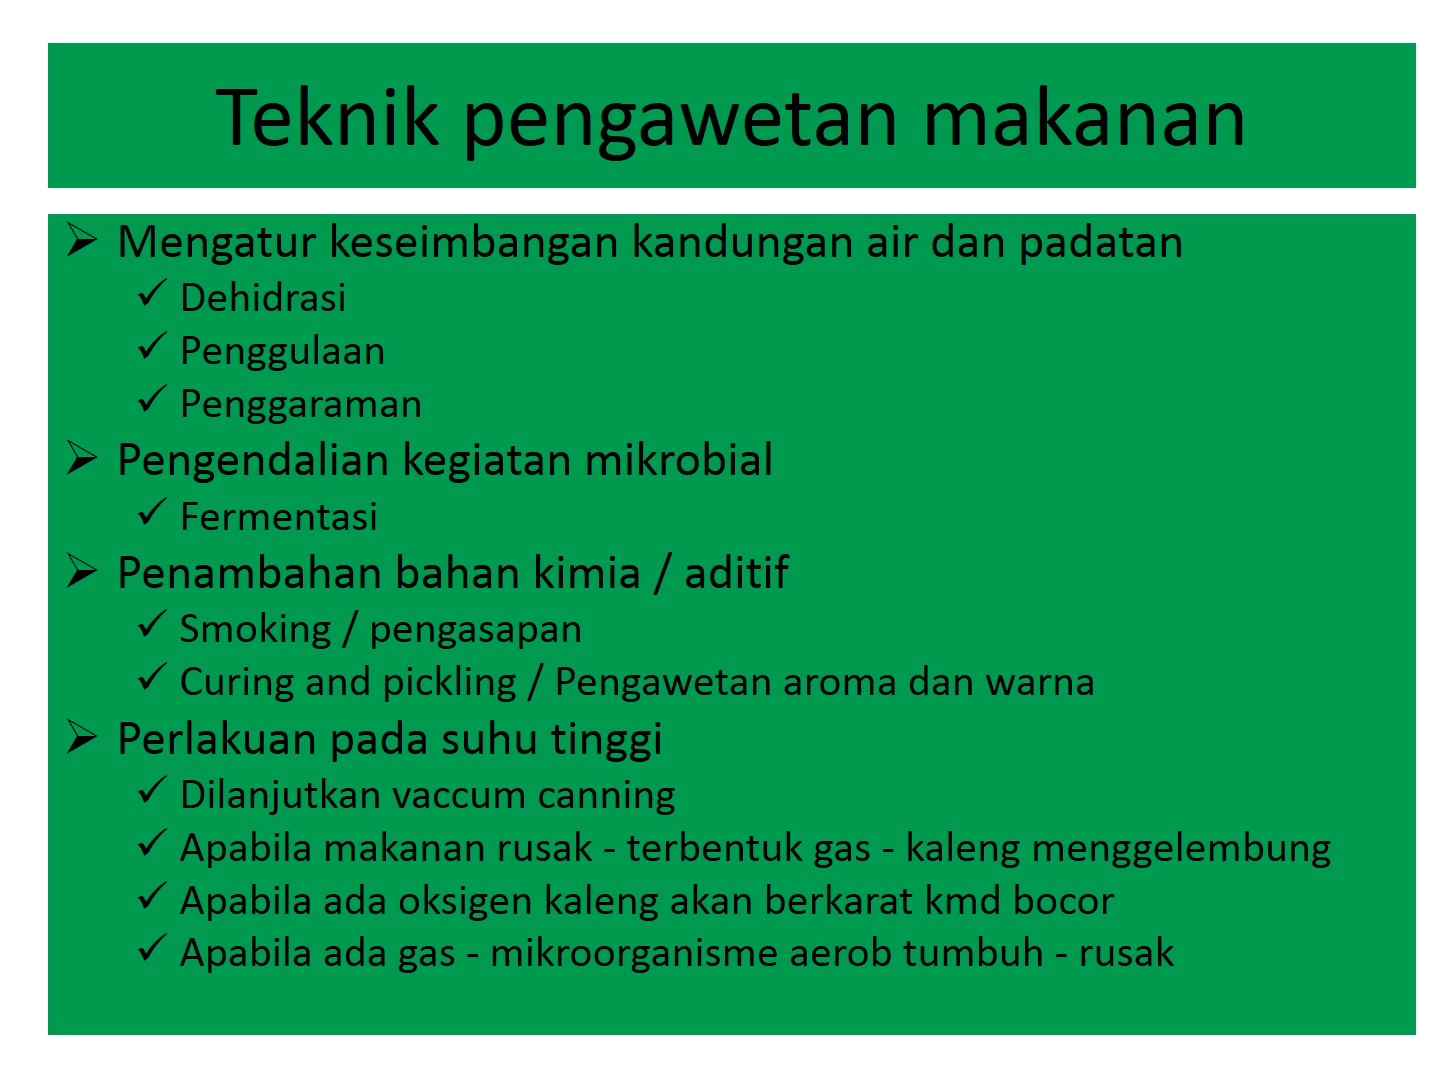 Teknik pengawetan makanan
➢ Mengatur keseimbangan kandungan air dan padatan
✓ Dehidrasi
✓ Penggulaan
✓ Penggaraman
➢ Pengendalian kegiatan mikrobial
✓ Fermentasi
➢ Penambahan bahan kimia / aditif
✓ Smoking / pengasapan
✓ Curing and pickling / Pengawetan aroma dan warna
➢ Perlakuan pada suhu tinggi
✓ Dilanjutkan vaccum canning
✓ Apabila makanan rusak - terbentuk gas - kaleng menggelembung
✓ Apabila ada oksigen kaleng akan berkarat kmd bocor
✓ Apabila ada gas - mikroorganisme aerob tumbuh - rusak